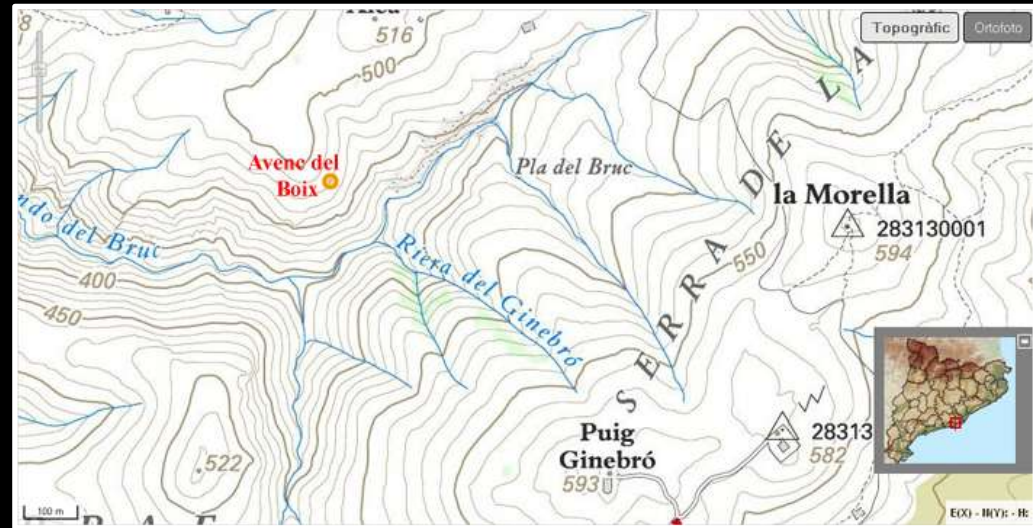 516
Topogràfic
Ortofoto
500
LA
Avenc del
Boix
Pla del Bruc
SERRA DE
la Morella
283130001
594
ndo del Bruc
Riera del Ginebró
550
400
450
Puig
Ginebró
593
28313
582
522
100 m
E(X) - N(Y): - H: